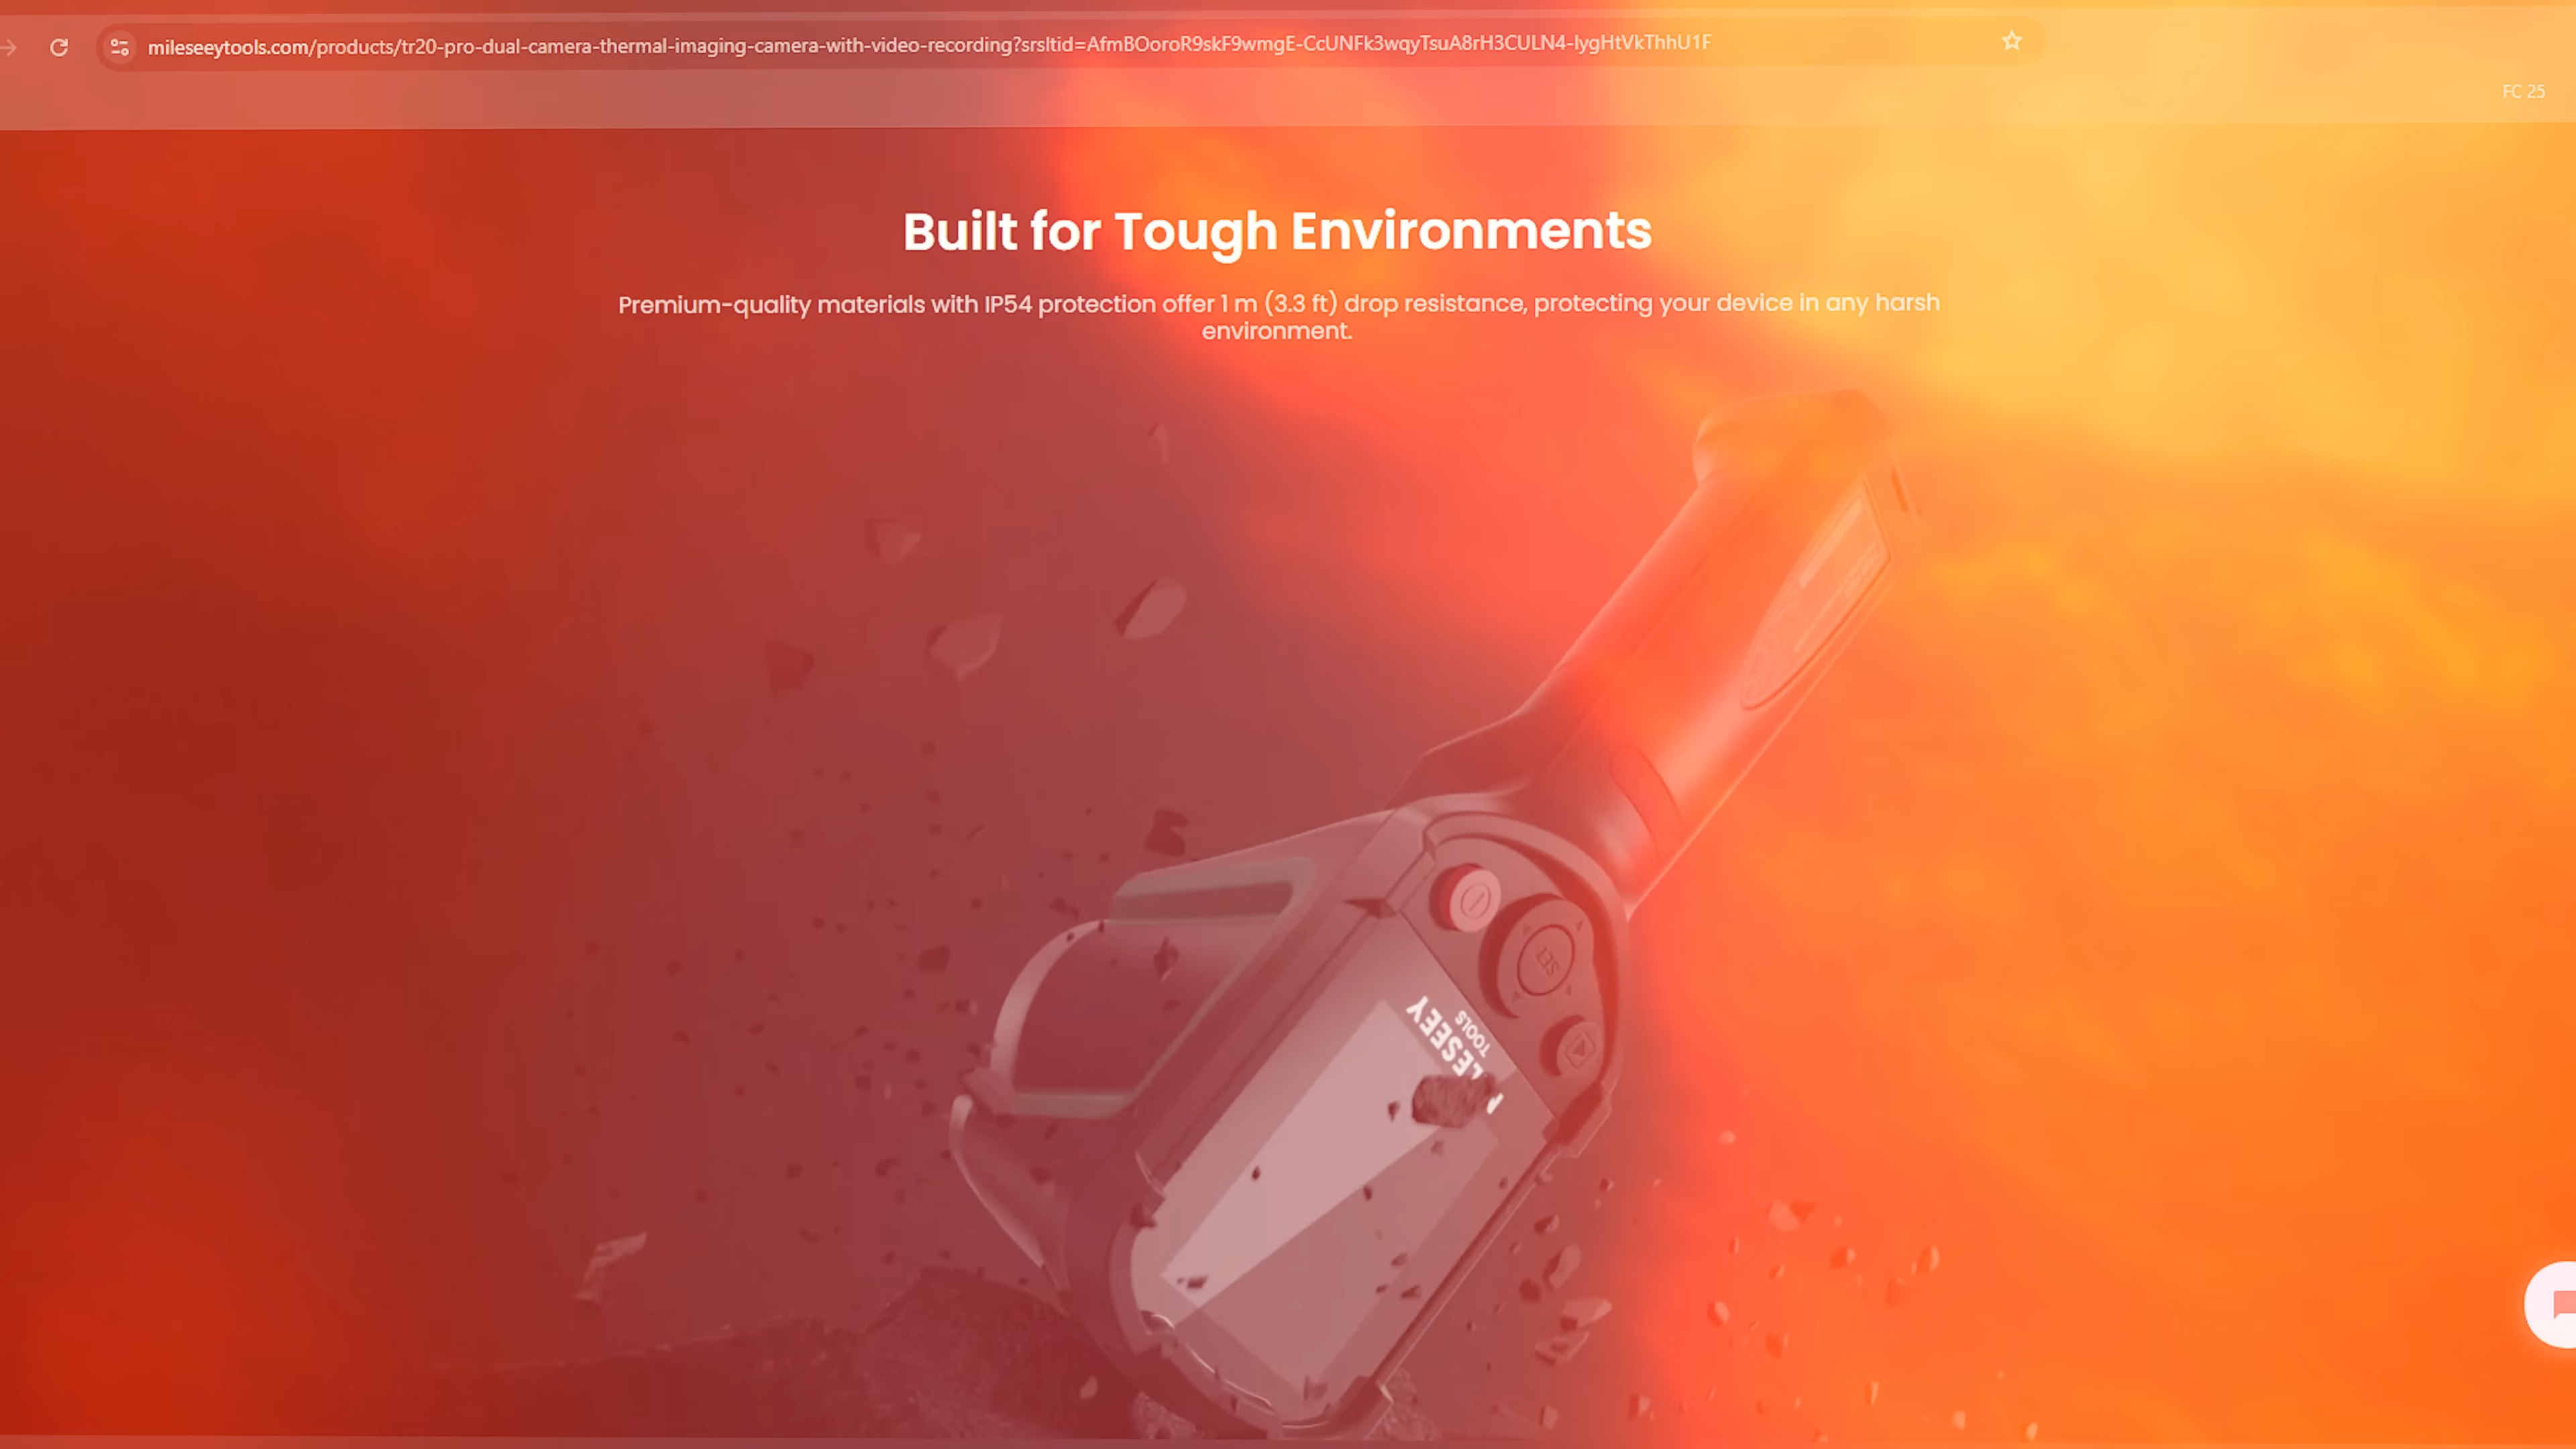 mileseeytools.com/products/tr20-pro-dual-camera-thermal-imaging-camera-with-video-recording?srsltid=AfmBOoroR9skF9wmgE-CcUNFk3wqyTsuA8rH3CULN4-lygHtVkThhU1F
FC 25
Built for Tough Environments
Premium-quality materials with IP54 protection offer 1 m (3.3 ft) drop resistance, protecting your device in any harsh
environment.
SET
LESEEY
TOOLS